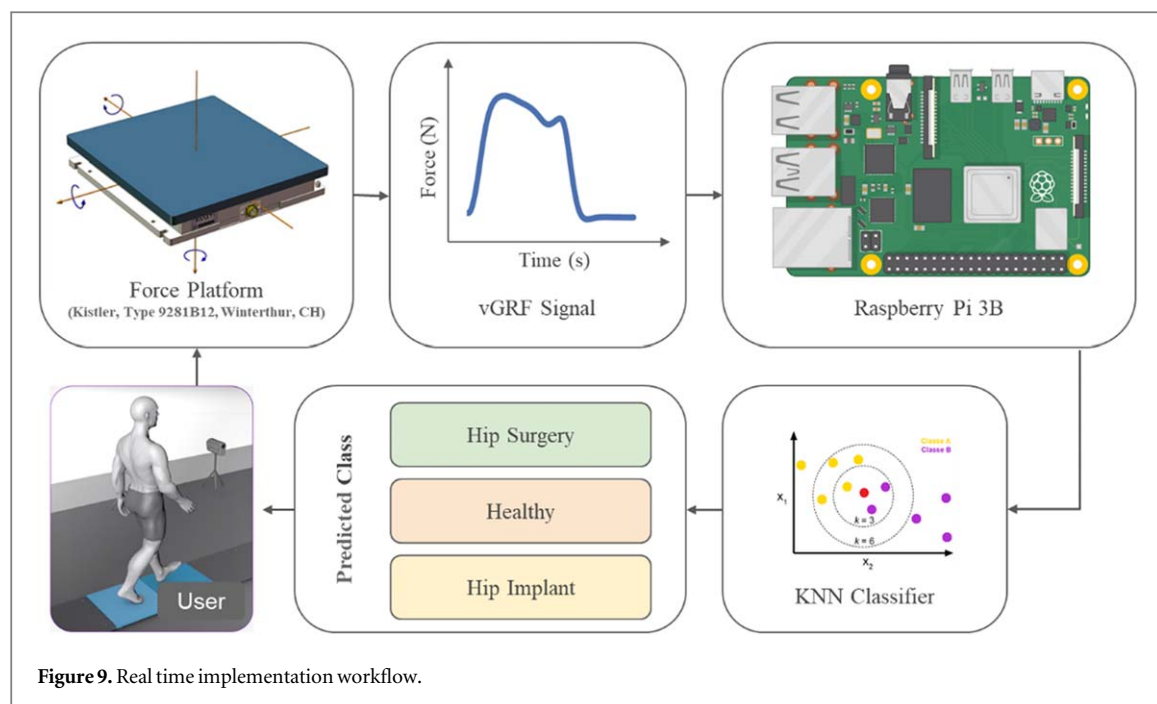 Force Platform
(Kistler, Type 9281B12, Winterthur, CH)
Force (N)
Time (s)
vGRF Signal
Raspberry Pi 3B
User
Predicted Class
Hip Surgery
Healthy
Hip Implant
Classe A
Classe B
X1
k = 3
k = 6
X2
KNN Classifier
Figure 9. Real time implementation workflow.